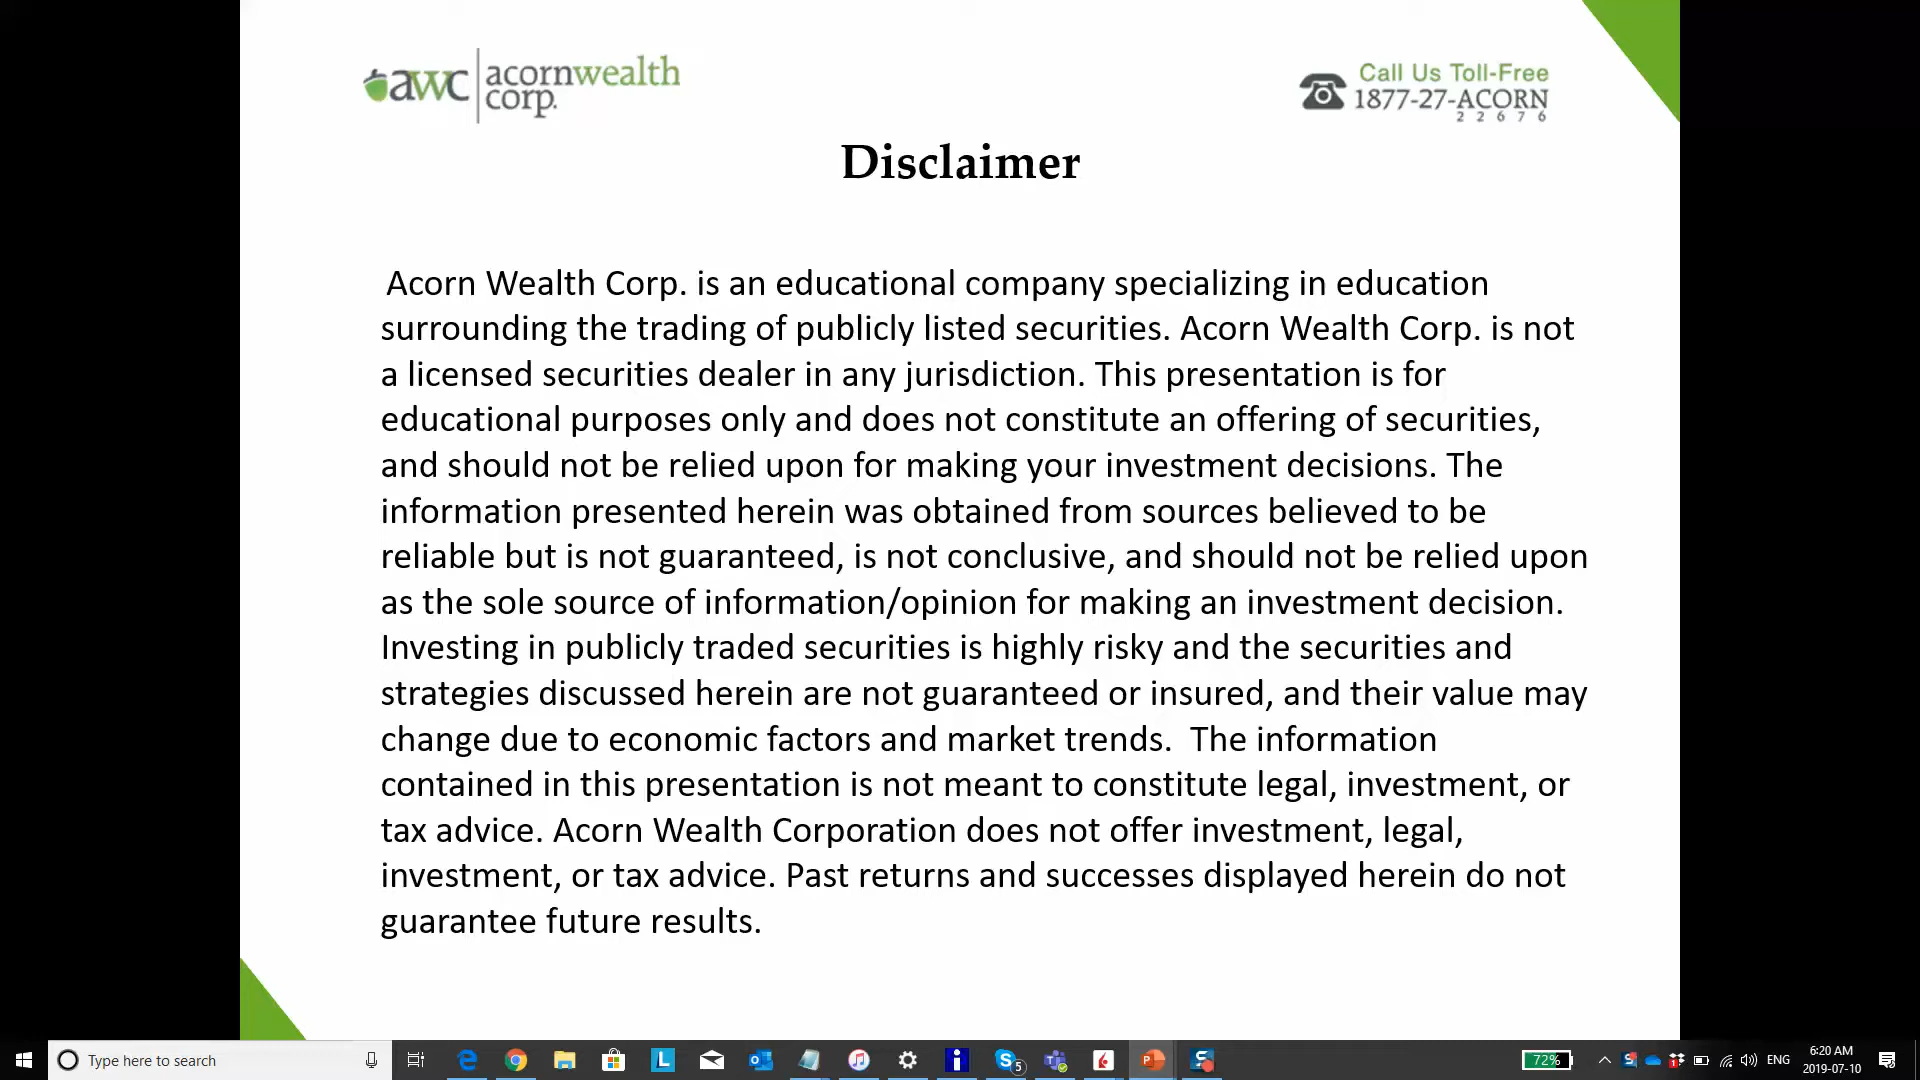 awc acornwealth corp.
Call Us Toll-Free
1877-27-ACORN
2 2 6 7 6
Disclaimer
Acorn Wealth Corp. is an educational company specializing in education
surrounding the trading of publicly listed securities. Acorn Wealth Corp. is not
a licensed securities dealer in any jurisdiction. This presentation is for
educational purposes only and does not constitute an offering of securities,
and should not be relied upon for making your investment decisions. The
information presented herein was obtained from sources believed to be
reliable but is not guaranteed, is not conclusive, and should not be relied upon
as the sole source of information/opinion for making an investment decision.
Investing in publicly traded securities is highly risky and the securities and
strategies discussed herein are not guaranteed or insured, and their value may
change due to economic factors and market trends.  The information
contained in this presentation is not meant to constitute legal, investment, or
tax advice. Acorn Wealth Corporation does not offer investment, legal,
investment, or tax advice. Past returns and successes displayed herein do not
guarantee future results.
Type here to search
72%
ENG
6:20 AM
2019-07-10